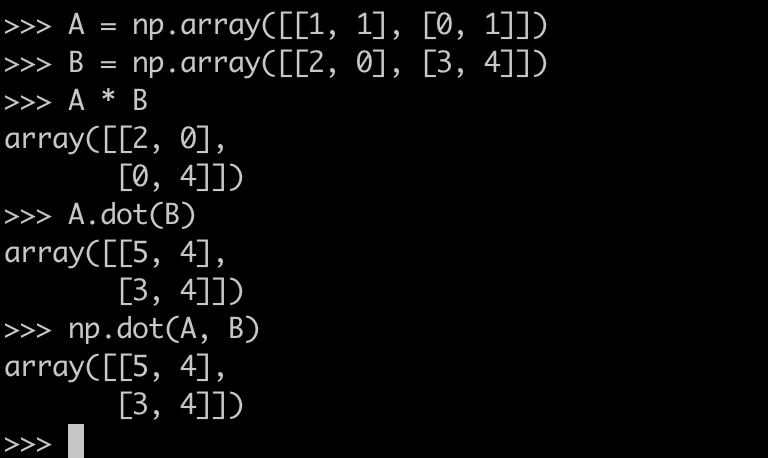 >>> A = np.array([[1, 1], [0, 1]])
>>> B = np.array([[2, 0], [3, 4]])
>>> A * B
array([[2, 0],
       [0, 4]])
>>> A.dot(B)
array([[5, 4],
       [3, 4]])
>>> np.dot(A, B)
array([[5, 4],
       [3, 4]])
>>>